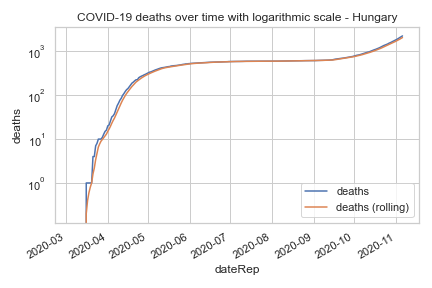 COVID-19 deaths over time with logarithmic scale - Hungary
deaths
10³
10²
10¹
10⁰
deaths
deaths (rolling)
2020-03
2020-04
2020-05
2020-06
2020-07
2020-08
2020-09
2020-10
2020-11
dateRep